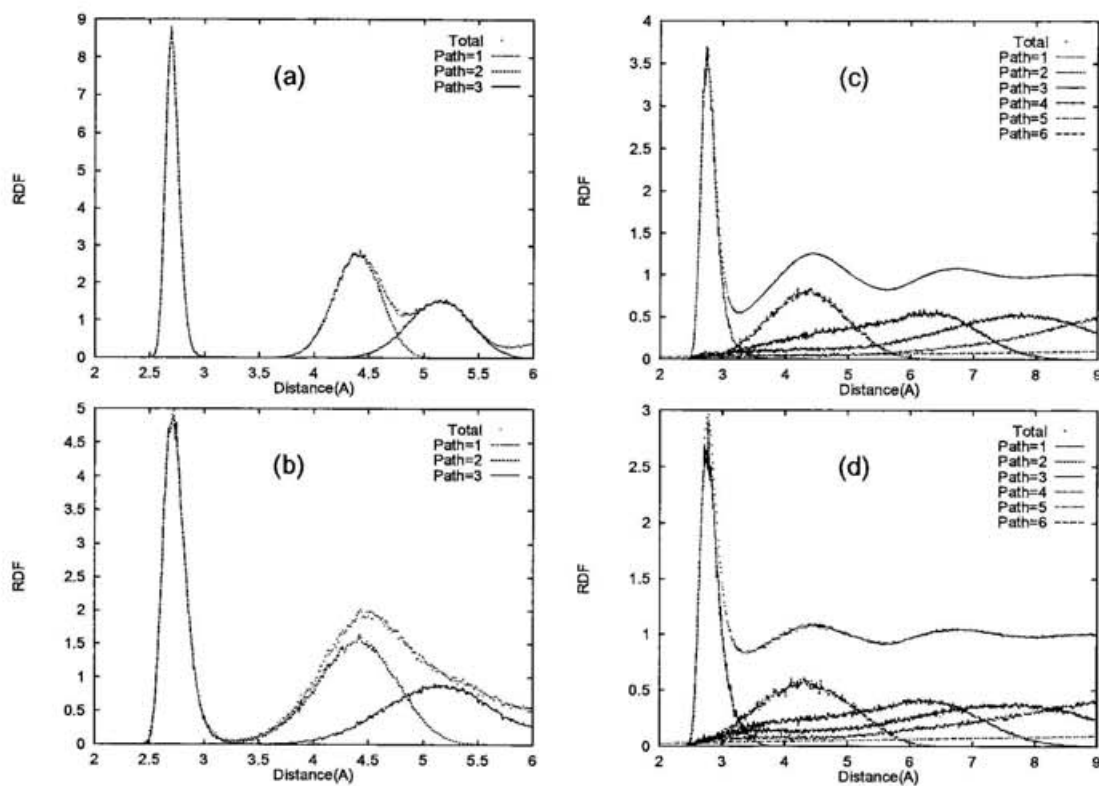 9
8
7
6
5
4
3
2
1
0
RDF
(a)
Total
Path=1
Path=2
Path=3
2 2.5 3 3.5 4 4.5 5 5.5 6
Distance(A)
4
3.5
3
2.5
2
1.5
1
0.5
0
RDF
(c)
Total
Path=1
Path=2
Path=3
Path=4
Path=5
Path=6
2 3 4 5 6 7 8 9
Distance(A)
5
4.5
4
3.5
3
2.5
2
1.5
1
0.5
0
RDF
(b)
Total
Path=1
Path=2
Path=3
2 2.5 3 3.5 4 4.5 5 5.5 6
Distance(A)
3
2.5
2
1.5
1
0.5
0
RDF
(d)
Total
Path=1
Path=2
Path=3
Path=4
Path=5
Path=6
2 3 4 5 6 7 8 9
Distance(A)